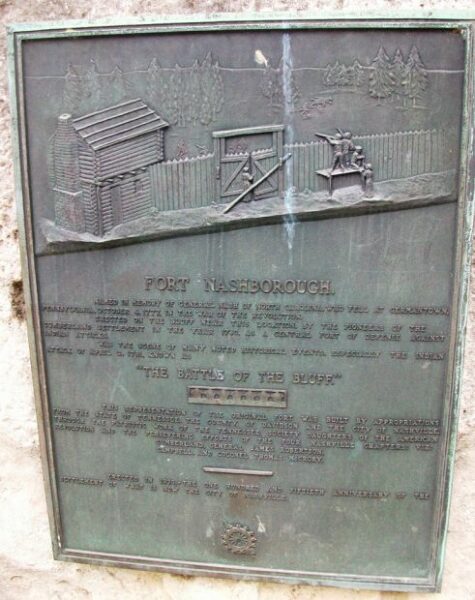 FORT NASHBOROUGH.
NAMED IN MEMORY OF GENERAL NASH OF NORTH CAROLINA, WHO FELL AT GERMANTOWN,
PENNSYLVANIA, OCTOBER 4, 1777, IN THE WAR OF THE REVOLUTION.
ERECTED ON THE BLUFF NEAR THIS LOCATION BY THE PIONEERS OF THE
CUMBERLAND SETTLEMENT IN THE YEAR 1780, AS A CENTRAL FORT OF DEFENSE AGAINST
INDIAN ATTACKS.
WAS THE SCENE OF MANY NOTED HISTORICAL EVENTS, ESPECIALLY THE INDIAN
ATTACK OF APRIL 2, 1781, KNOWN AS
"THE BATTLE OF THE BLUFF"
THIS REPRESENTATION OF THE ORIGINAL FORT WAS BUILT BY APPROPRIATIONS
FROM THE STATE OF TENNESSEE, THE COUNTY OF DAVIDSON AND THE CITY OF NASHVILLE
THROUGH THE PATRIOTIC WORK OF THE TENNESSEE SOCIETY DAUGHTERS OF THE AMERICAN
REVOLUTION AND THE PERSISTENT EFFORTS OF THE FOUR NASHVILLE CHAPTERS VIZ:
CUMBERLAND, GENERAL JAMES ROBERTSON,
CAMPBELL AND COLONEL THOMAS MCCRORY.
ERECTED IN 1930 THE ONE HUNDRED AND FIFTIETH ANNIVERSARY OF THE
SETTLEMENT OF WHAT IS NOW THE CITY OF NASHVILLE.